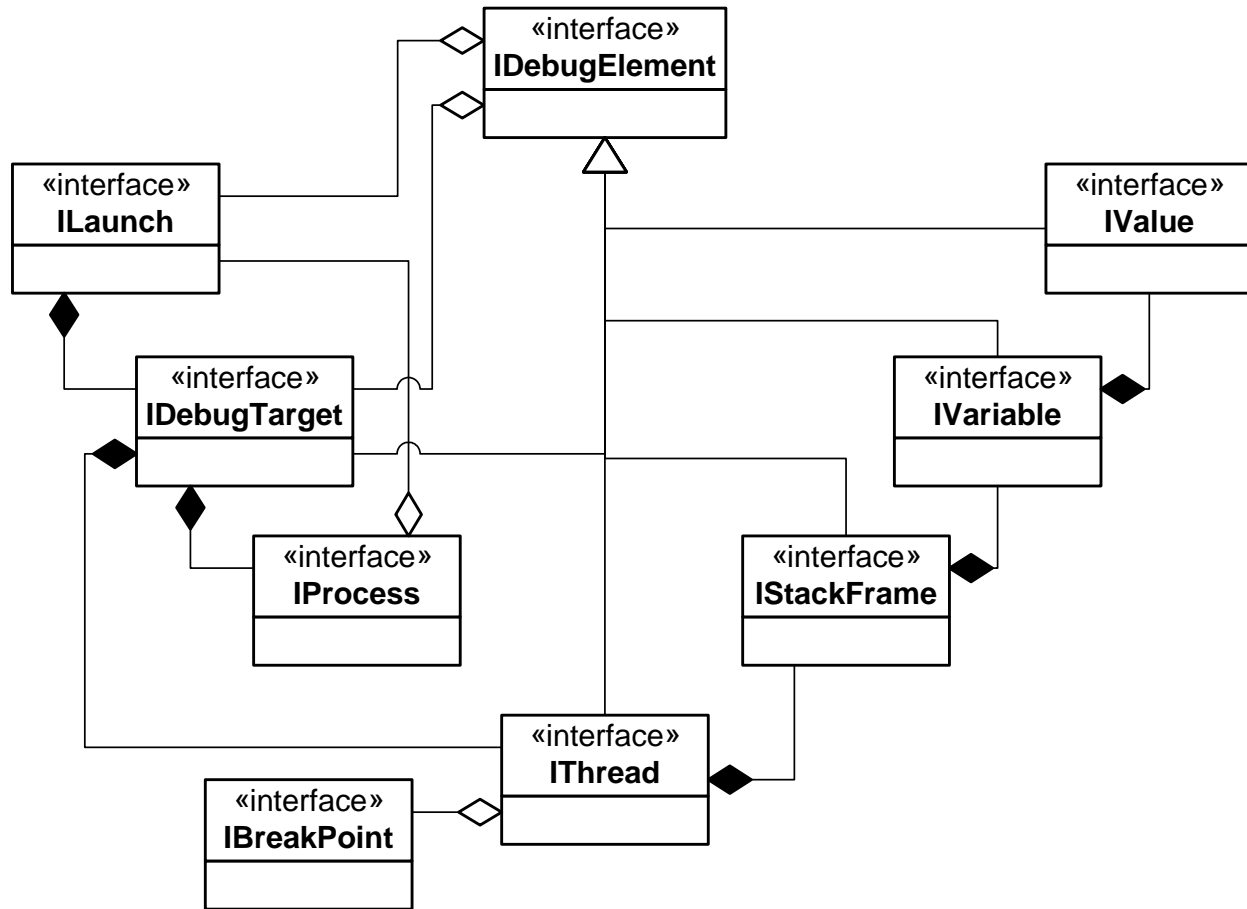 «interface»
IDebugElement
«interface»
ILaunch
«interface»
IValue
«interface»
IDebugTarget
«interface»
IVariable
«interface»
IProcess
«interface»
IStackFrame
«interface»
IThread
«interface»
IBreakPoint